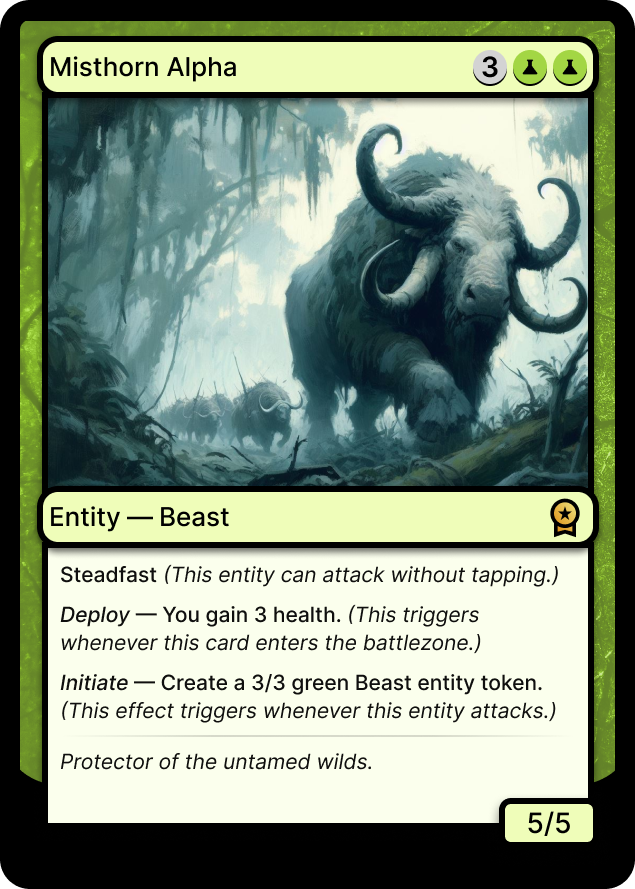 Misthorn Alpha 3
Entity — Beast
Steadfast (This entity can attack without tapping.)
Deploy — You gain 3 health. (This triggers
whenever this card enters the battlezone.)
Initiate — Create a 3/3 green Beast entity token.
(This effect triggers whenever this entity attacks.)
Protector of the untamed wilds.
5/5